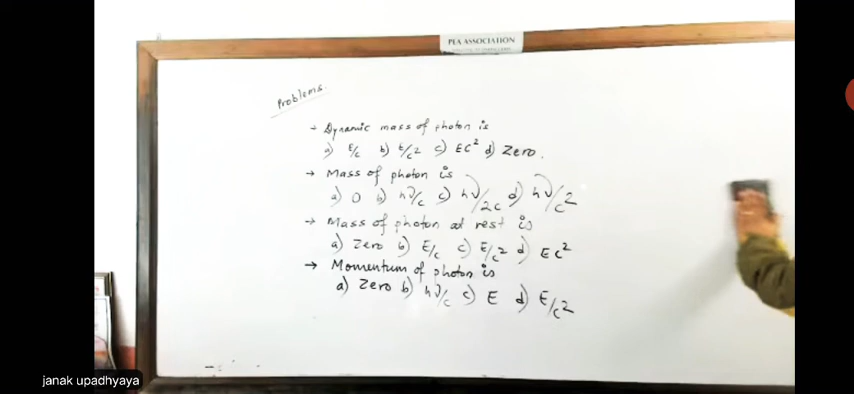 PEA ASSOCIATION
Problems.
→ Dynamic mass of photon is
a) E/c b) E/c² c) EC² d) Zero.
→ Mass of photon is
a) 0 b) hν/c c) hν/2c d) hν/c²
→ Mass of photon at rest is
a) Zero b) E/c c) E/c² d) EC²
→ Momentum of photon is
a) Zero b) hν/c c) E d) E/c²
janak upadhyaya